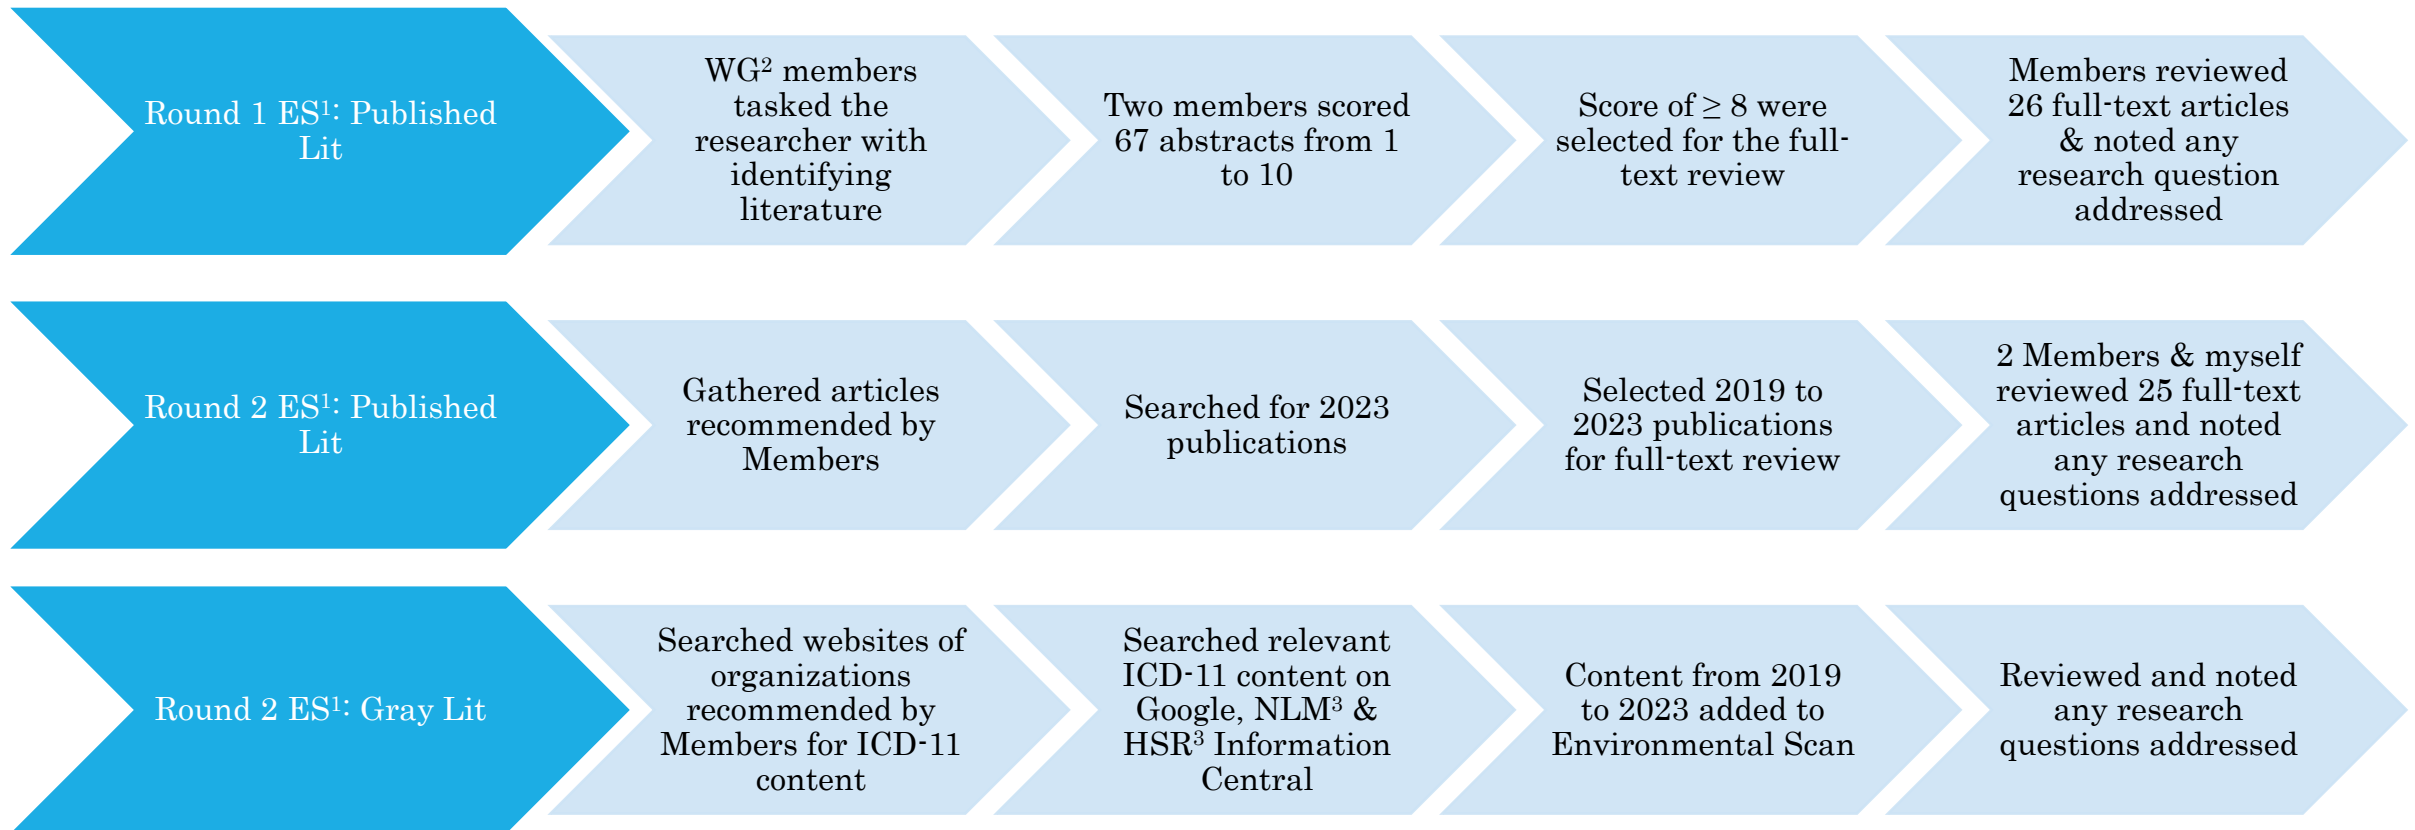 Round 1 ES¹: Published
Lit
WG² members
tasked the
researcher with
identifying
literature
Two members scored
67 abstracts from 1
to 10
Score of ≥ 8 were
selected for the full-
text review
Members reviewed
26 full-text articles
& noted any
research question
addressed
Round 2 ES¹: Published
Lit
Gathered articles
recommended by
Members
Searched for 2023
publications
Selected 2019 to
2023 publications
for full-text review
2 Members & myself
reviewed 25 full-text
articles and noted
any research
questions addressed
Round 2 ES¹: Gray Lit
Searched websites of
organizations
recommended by
Members for ICD-11
content
Searched relevant
ICD-11 content on
Google, NLM³ &
HSR³ Information
Central
Content from 2019
to 2023 added to
Environmental Scan
Reviewed and noted
any research
questions addressed